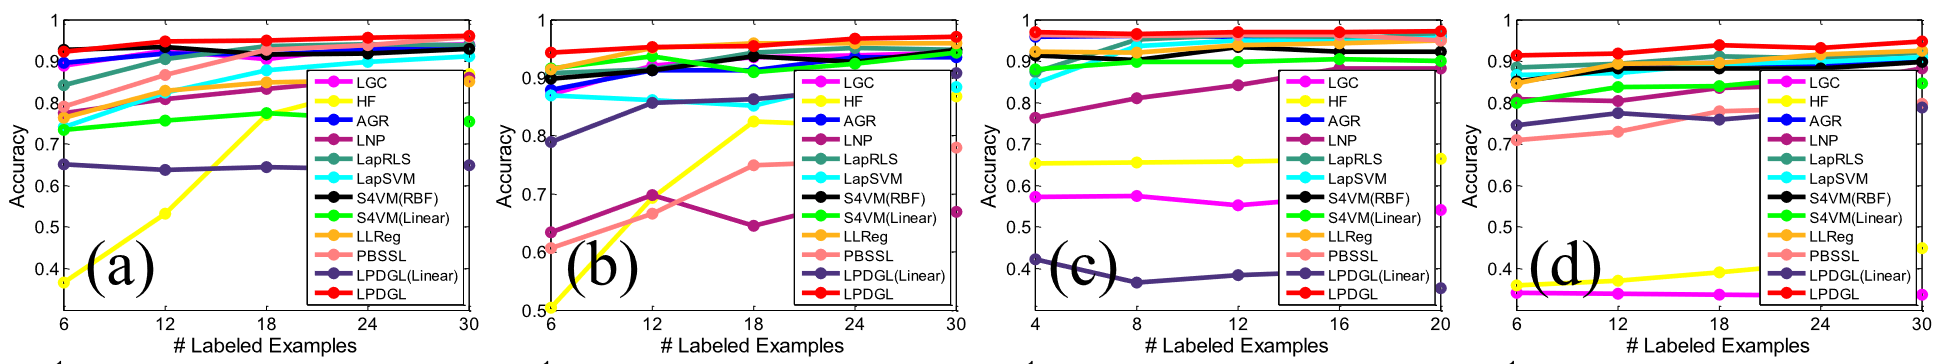 1
0.9
0.8
0.7
0.6
0.5
0.4
Accuracy
LGC
HF
AGR
LNP
LapRLS
LapSVM
S4VM(RBF)
S4VM(Linear)
LLReg
PBSSL
LPDGL(Linear)
LPDGL
(a)
6 12 18 24 30
# Labeled Examples
1
0.9
0.8
0.7
0.6
0.5
Accuracy
LGC
HF
AGR
LNP
LapRLS
LapSVM
S4VM(RBF)
S4VM(Linear)
LLReg
PBSSL
LPDGL(Linear)
LPDGL
(b)
6 12 18 24 30
# Labeled Examples
1
0.9
0.8
0.7
0.6
0.5
0.4
Accuracy
LGC
HF
AGR
LNP
LapRLS
LapSVM
S4VM(RBF)
S4VM(Linear)
LLReg
PBSSL
LPDGL(Linear)
LPDGL
(c)
4 8 12 16 20
# Labeled Examples
1
0.9
0.8
0.7
0.6
0.5
0.4
Accuracy
LGC
HF
AGR
LNP
LapRLS
LapSVM
S4VM(RBF)
S4VM(Linear)
LLReg
PBSSL
LPDGL(Linear)
LPDGL
(d)
6 12 18 24 30
# Labeled Examples